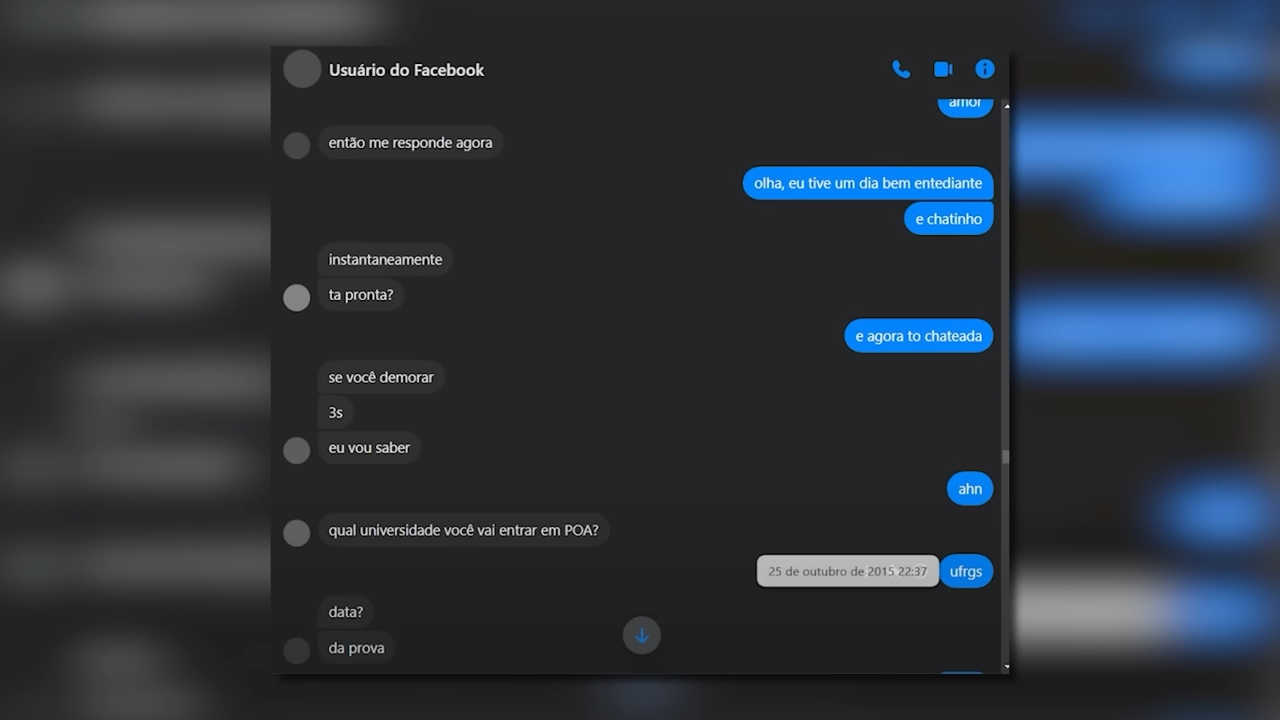 Usuário do Facebook
amor
então me responde agora
olha, eu tive um dia bem entediante
e chatinho
instantaneamente
ta pronta?
e agora to chateada
se você demorar
3s
eu vou saber
ahn
qual universidade você vai entrar em POA?
25 de outubro de 2015 22:37
ufrgs
data?
da prova